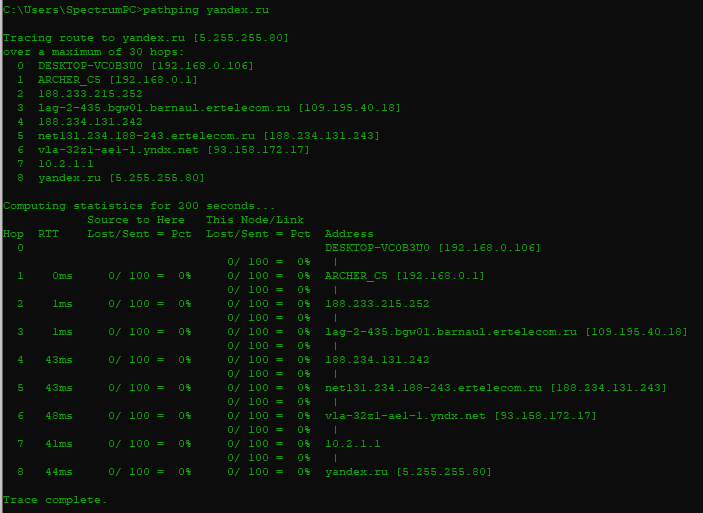 C:\Users\SpectrumPC>pathping yandex.ru
Tracing route to yandex.ru [5.255.255.80]
over a maximum of 30 hops:
0 DESKTOP-VC0B3U0 [192.168.0.106]
1 ARCHER_C5 [192.168.0.1]
2 188.233.215.252
3 lag-2-435.bgw01.barnaul.ertelecom.ru [109.195.40.18]
4 188.234.131.242
5 net131.234.188-243.ertelecom.ru [188.234.131.243]
6 vla-32z1-ae1-1.yndx.net [93.158.172.17]
7 10.2.1.1
8 yandex.ru [5.255.255.80]
Computing statistics for 200 seconds...
Source to Here This Node/Link
Hop RTT Lost/Sent = Pct Lost/Sent = Pct Address
0 DESKTOP-VC0B3U0 [192.168.0.106]
0/ 100 = 0% |
1 0ms 0/ 100 = 0% 0/ 100 = 0% ARCHER_C5 [192.168.0.1]
0/ 100 = 0% |
2 1ms 0/ 100 = 0% 0/ 100 = 0% 188.233.215.252
0/ 100 = 0% |
3 1ms 0/ 100 = 0% 0/ 100 = 0% lag-2-435.bgw01.barnaul.ertelecom.ru [109.195.40.18]
0/ 100 = 0% |
4 43ms 0/ 100 = 0% 0/ 100 = 0% 188.234.131.242
0/ 100 = 0% |
5 43ms 0/ 100 = 0% 0/ 100 = 0% net131.234.188-243.ertelecom.ru [188.234.131.243]
0/ 100 = 0% |
6 48ms 0/ 100 = 0% 0/ 100 = 0% vla-32z1-ae1-1.yndx.net [93.158.172.17]
0/ 100 = 0% |
7 41ms 0/ 100 = 0% 0/ 100 = 0% 10.2.1.1
0/ 100 = 0% |
8 44ms 0/ 100 = 0% 0/ 100 = 0% yandex.ru [5.255.255.80]
Trace complete.